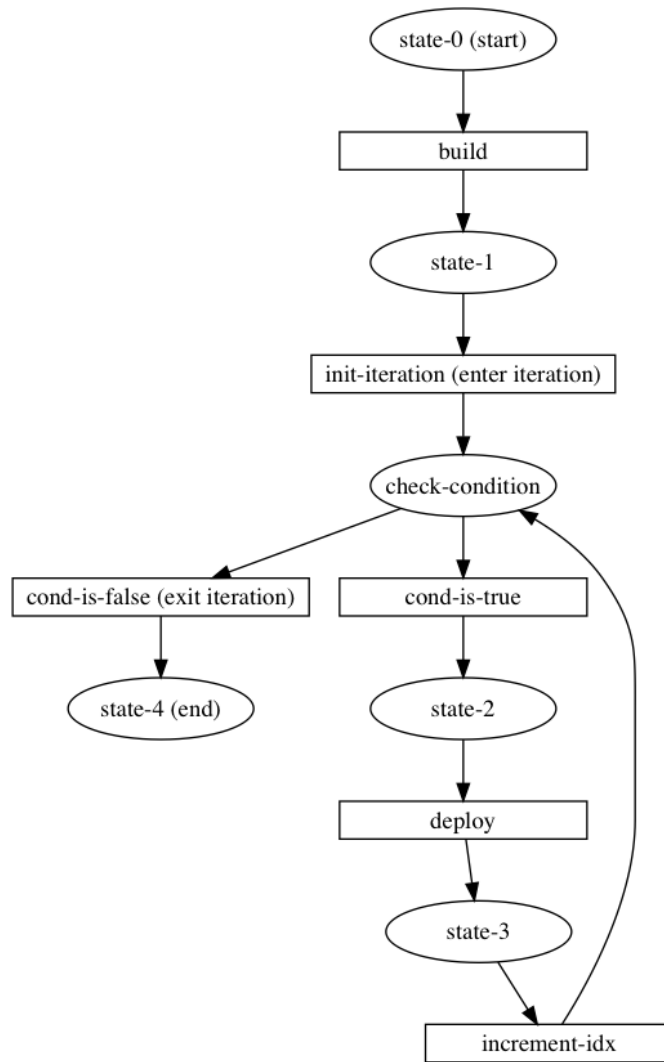 state-0 (start)
build
state-1
init-iteration (enter iteration)
check-condition
cond-is-false (exit iteration)
cond-is-true
state-4 (end)
state-2
deploy
state-3
increment-idx